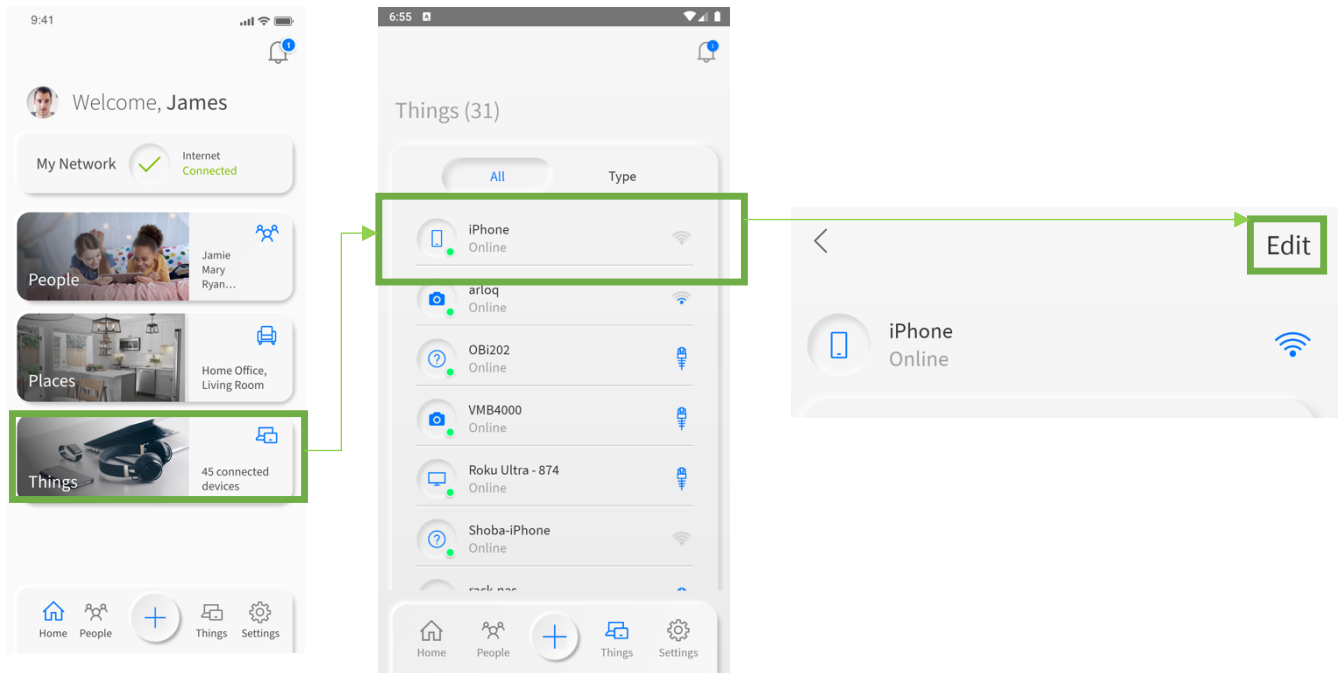 9:41
1
Welcome, James
My Network
Internet
Connected
People
Jamie
Mary
Ryan...
Places
Home Office,
Living Room
Things
45 connected
devices
Home
People
Things
Settings
6:55
Things (31)
All
Type
iPhone
Online
arloq
Online
OBi202
Online
VMB4000
Online
Roku Ultra - 874
Online
Shoba-iPhone
Online
rack-nas
Home
People
Things
Settings
Edit
iPhone
Online